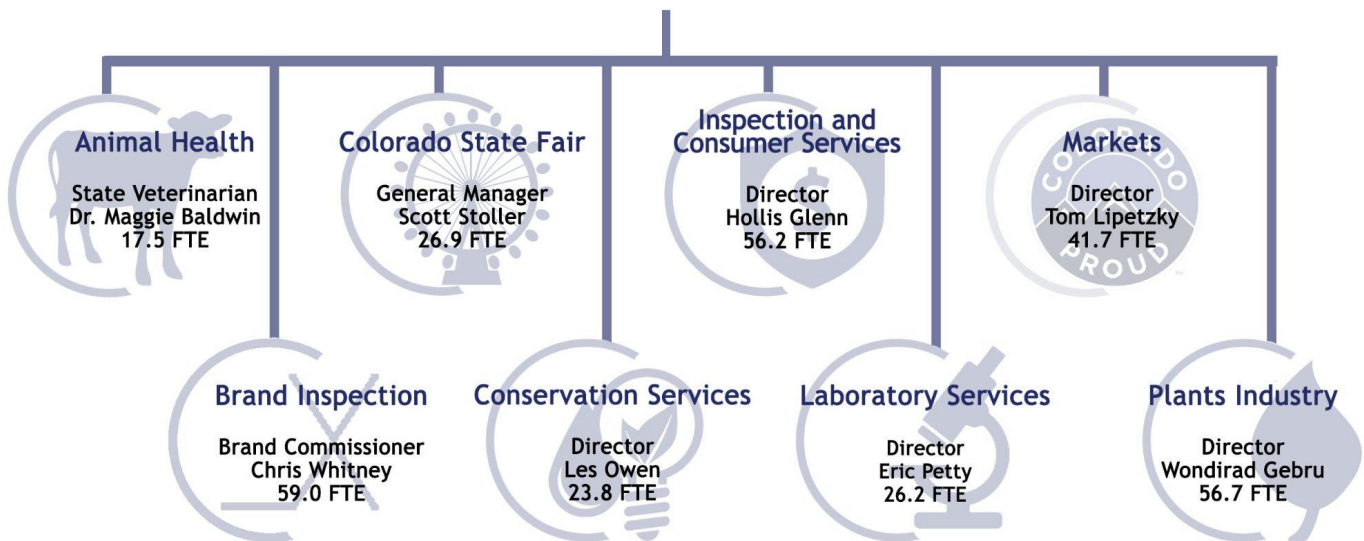 Animal Health
State Veterinarian
Dr. Maggie Baldwin
17.5 FTE
Colorado State Fair
General Manager
Scott Stoller
26.9 FTE
Inspection and
Consumer Services
Director
Hollis Glenn
56.2 FTE
$
Markets
Director
Tom Lipetzky
41.7 FTE
COLORADO
PROUD
TM
Brand Inspection
Brand Commissioner
Chris Whitney
59.0 FTE
Conservation Services
Director
Les Owen
23.8 FTE
Laboratory Services
Director
Eric Petty
26.2 FTE
Plants Industry
Director
Wondirad Gebru
56.7 FTE